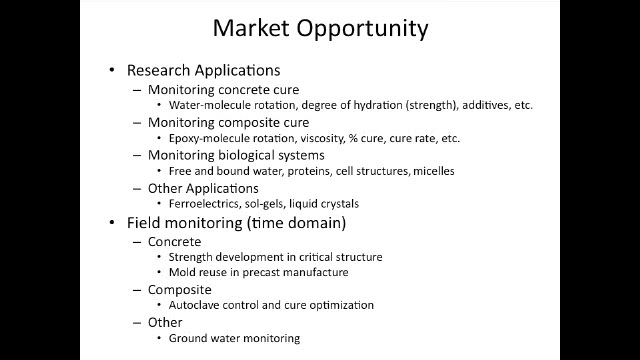 Market Opportunity
• Research Applications
– Monitoring concrete cure
• Water-molecule rotation, degree of hydration (strength), additives, etc.
– Monitoring composite cure
• Epoxy-molecule rotation, viscosity, % cure, cure rate, etc.
– Monitoring biological systems
• Free and bound water, proteins, cell structures, micelles
– Other Applications
• Ferroelectrics, sol-gels, liquid crystals
• Field monitoring (time domain)
– Concrete
• Strength development in critical structure
• Mold reuse in precast manufacture
– Composite
• Autoclave control and cure optimization
– Other
• Ground water monitoring